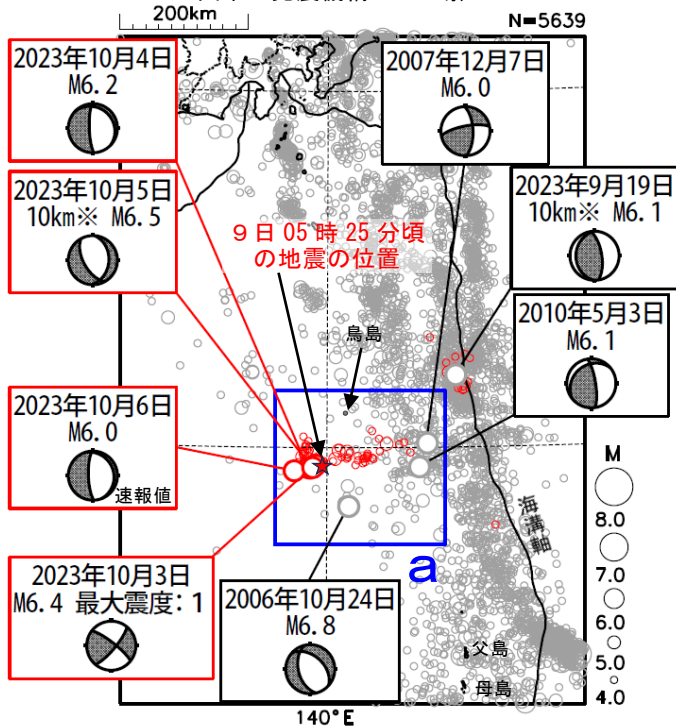 200km
N=5639
2023年10月4日
M6.2
2007年12月7日
M6.0
2023年10月5日
10km※ M6.5
2023年9月19日
10km※ M6.1
９日05時25分頃
の地震の位置
2010年5月3日
M6.1
鳥島
2023年10月6日
M6.0
速報値
海溝軸
M
8.0
7.0
6.0
5.0
4.0
a
2023年10月3日
M6.4 最大震度：1
2006年10月24日
M6.8
父島
母島
140°E